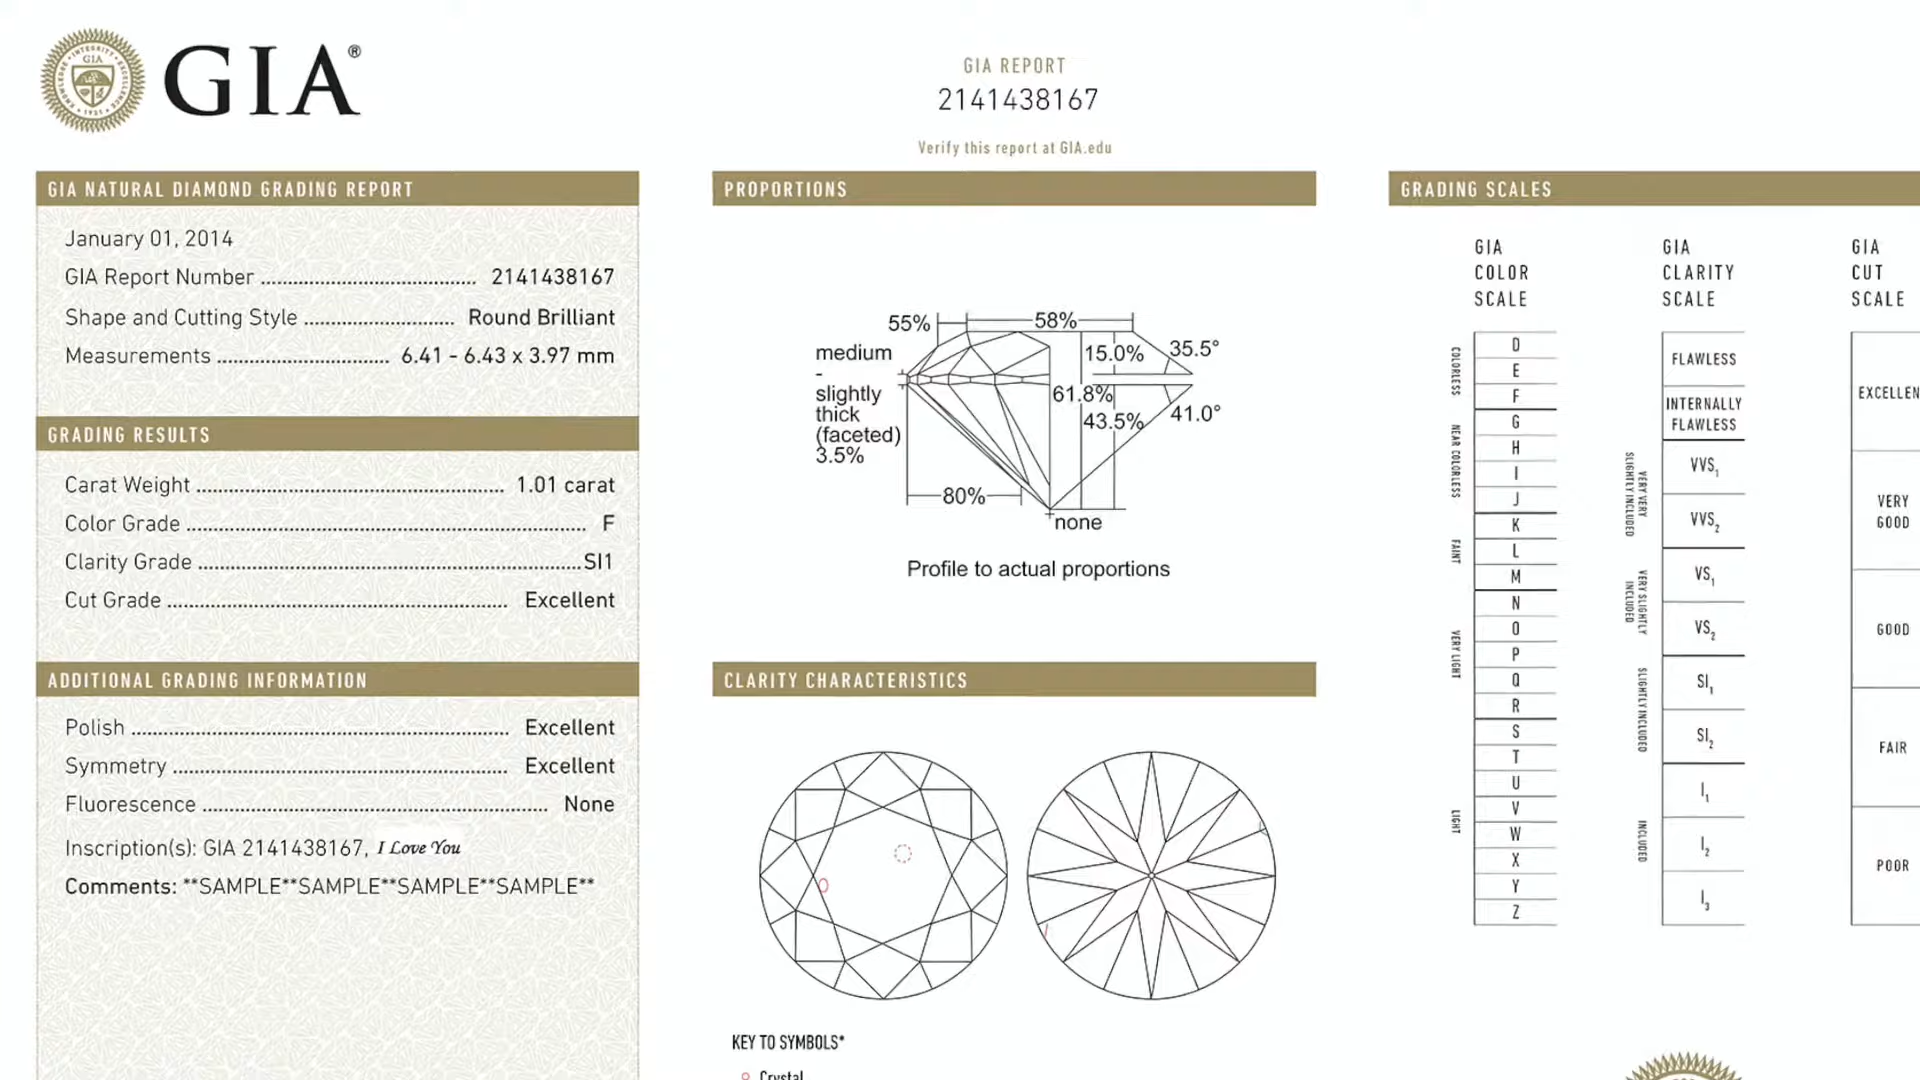 GIA®
GIA REPORT
2141438167
Verify this report at GIA.edu
GIA NATURAL DIAMOND GRADING REPORT
January 01, 2014
GIA Report Number ........................................ 2141438167
Shape and Cutting Style ............................ Round Brilliant
Measurements ................................ 6.41 - 6.43 x 3.97 mm
GRADING RESULTS
Carat Weight ........................................................ 1.01 carat
Color Grade ........................................................................ F
Clarity Grade ..................................................................... SI1
Cut Grade ............................................................. Excellent
ADDITIONAL GRADING INFORMATION
Polish .................................................................... Excellent
Symmetry ............................................................ Excellent
Fluorescence ............................................................ None
Inscription(s): GIA 2141438167, I Love You
Comments: **SAMPLE**SAMPLE**SAMPLE**SAMPLE**
PROPORTIONS
55%
58%
medium
-
slightly
thick
(faceted)
3.5%
15.0%
35.5°
61.8%
43.5%
41.0°
80%
none
Profile to actual proportions
CLARITY CHARACTERISTICS
KEY TO SYMBOLS*
Crystal
GRADING SCALES
GIA
COLOR
SCALE
COLORLESS
D
E
F
NEAR COLORLESS
G
H
I
J
FAINT
K
L
M
VERY LIGHT
N
O
P
Q
R
LIGHT
S
T
U
V
W
X
Y
Z
GIA
CLARITY
SCALE
FLAWLESS
INTERNALLY
FLAWLESS
VERY VERY
SLIGHTLY INCLUDED
VVS1
VVS2
VERY SLIGHTLY
INCLUDED
VS1
VS2
SLIGHTLY INCLUDED
SI1
SI2
INCLUDED
I1
I2
I3
GIA
CUT
SCALE
EXCELLEN
VERY
GOOD
GOOD
FAIR
POOR